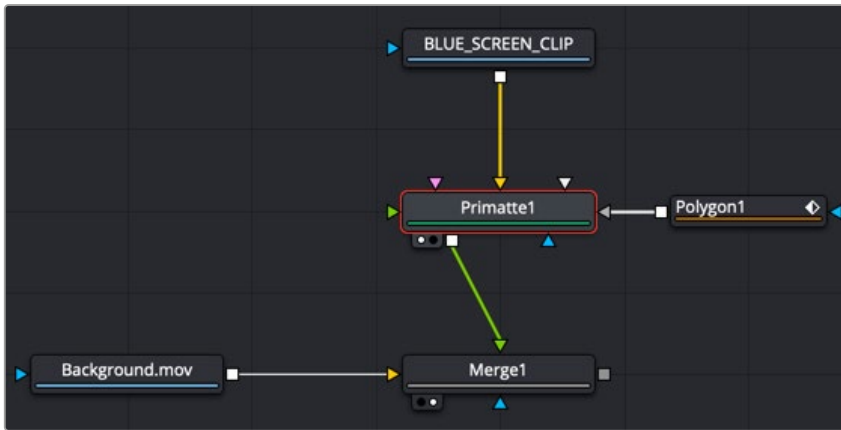 BLUE_SCREEN_CLIP
Primatte1
Polygon1
Background.mov
Merge1